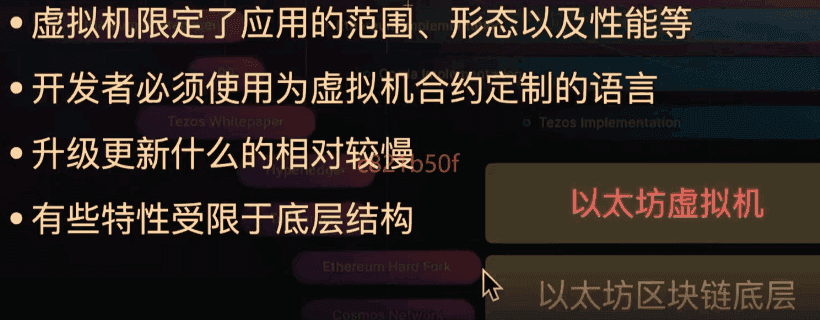 • 虚拟机限定了应用的范围、形态以及性能等
• 开发者必须使用为虚拟机合约定制的语言
Tezos Whitepaper
Tezos Implementation
• 升级更新什么的相对较慢
以太坊虚拟机
• 有些特性受限于底层结构
Ethereum Hard Fork
以太坊区块链底层
Cosmos Network